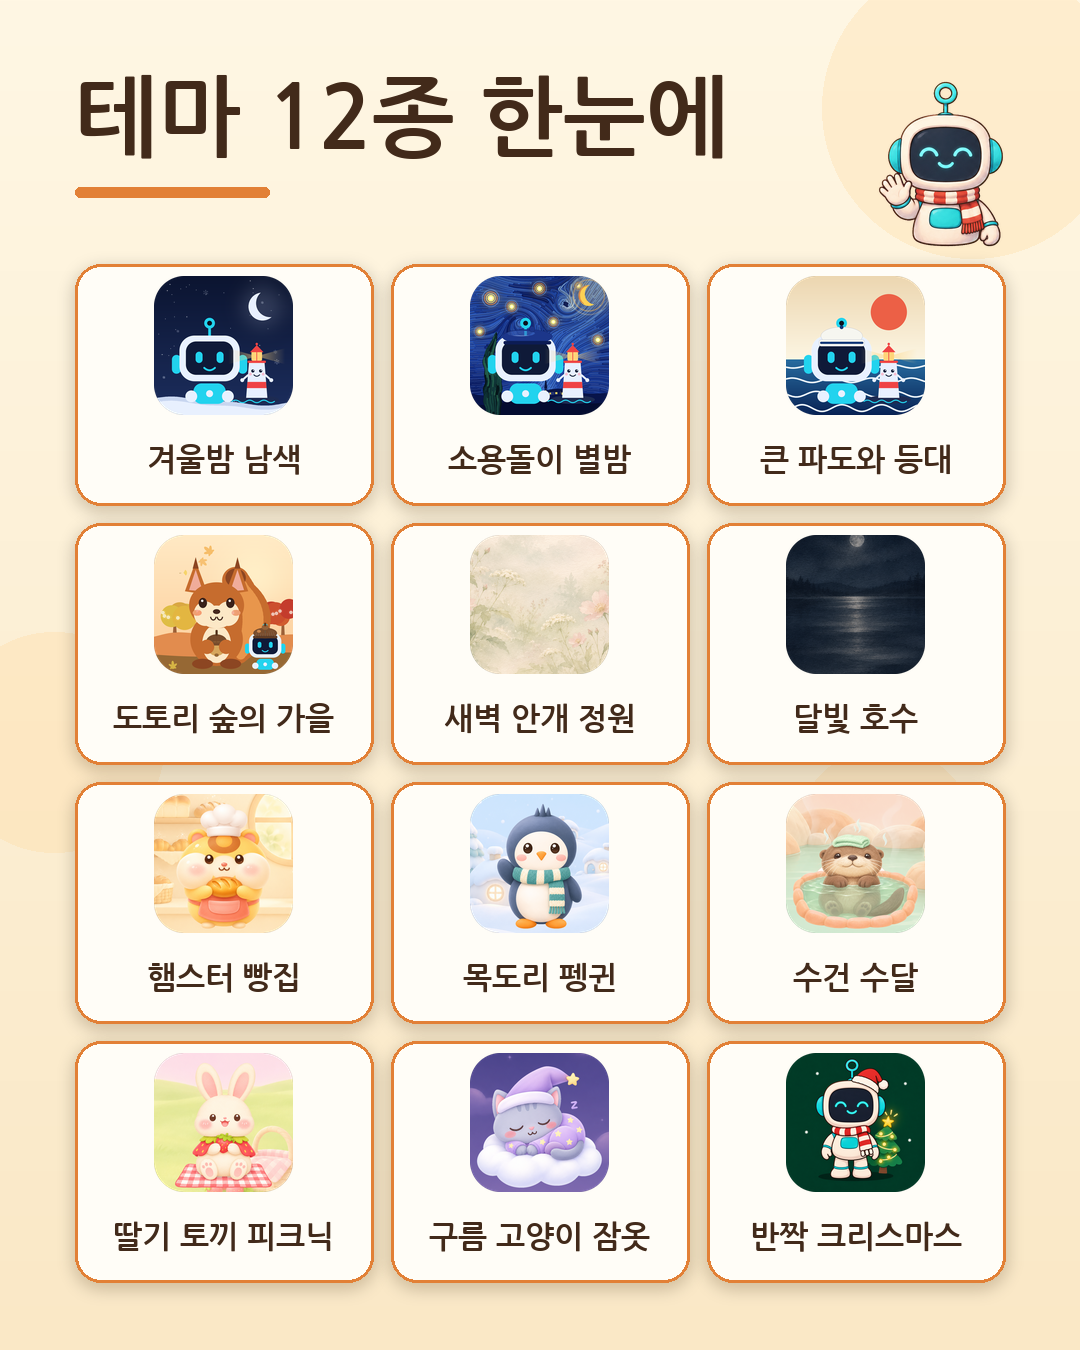 테마 12종 한눈에
겨울밤 남색
소용돌이 별밤
큰 파도와 등대
도토리 숲의 가을
새벽 안개 정원
달빛 호수
햄스터 빵집
목도리 펭귄
수건 수달
딸기 토끼 피크닉
구름 고양이 잠옷
z
반짝 크리스마스